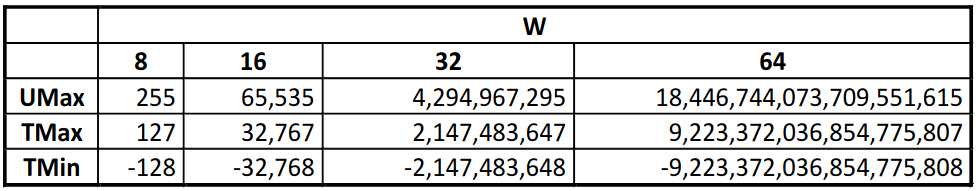 W
8 16 32 64
UMax 255 65,535 4,294,967,295 18,446,744,073,709,551,615
TMax 127 32,767 2,147,483,647 9,223,372,036,854,775,807
TMin -128 -32,768 -2,147,483,648 -9,223,372,036,854,775,808